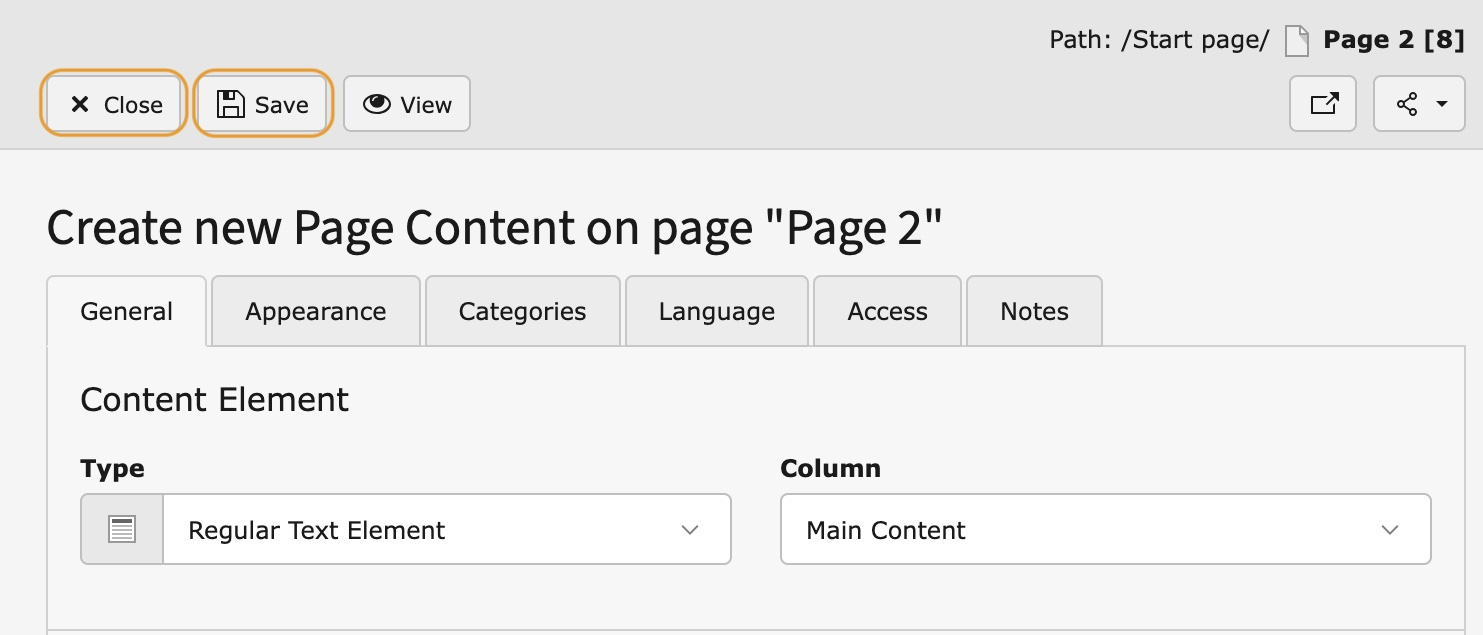 Path: /Start page/ Page 2 [8]
Close Save View
Create new Page Content on page "Page 2"
General Appearance Categories Language Access Notes
Content Element
Type Column
Regular Text Element Main Content